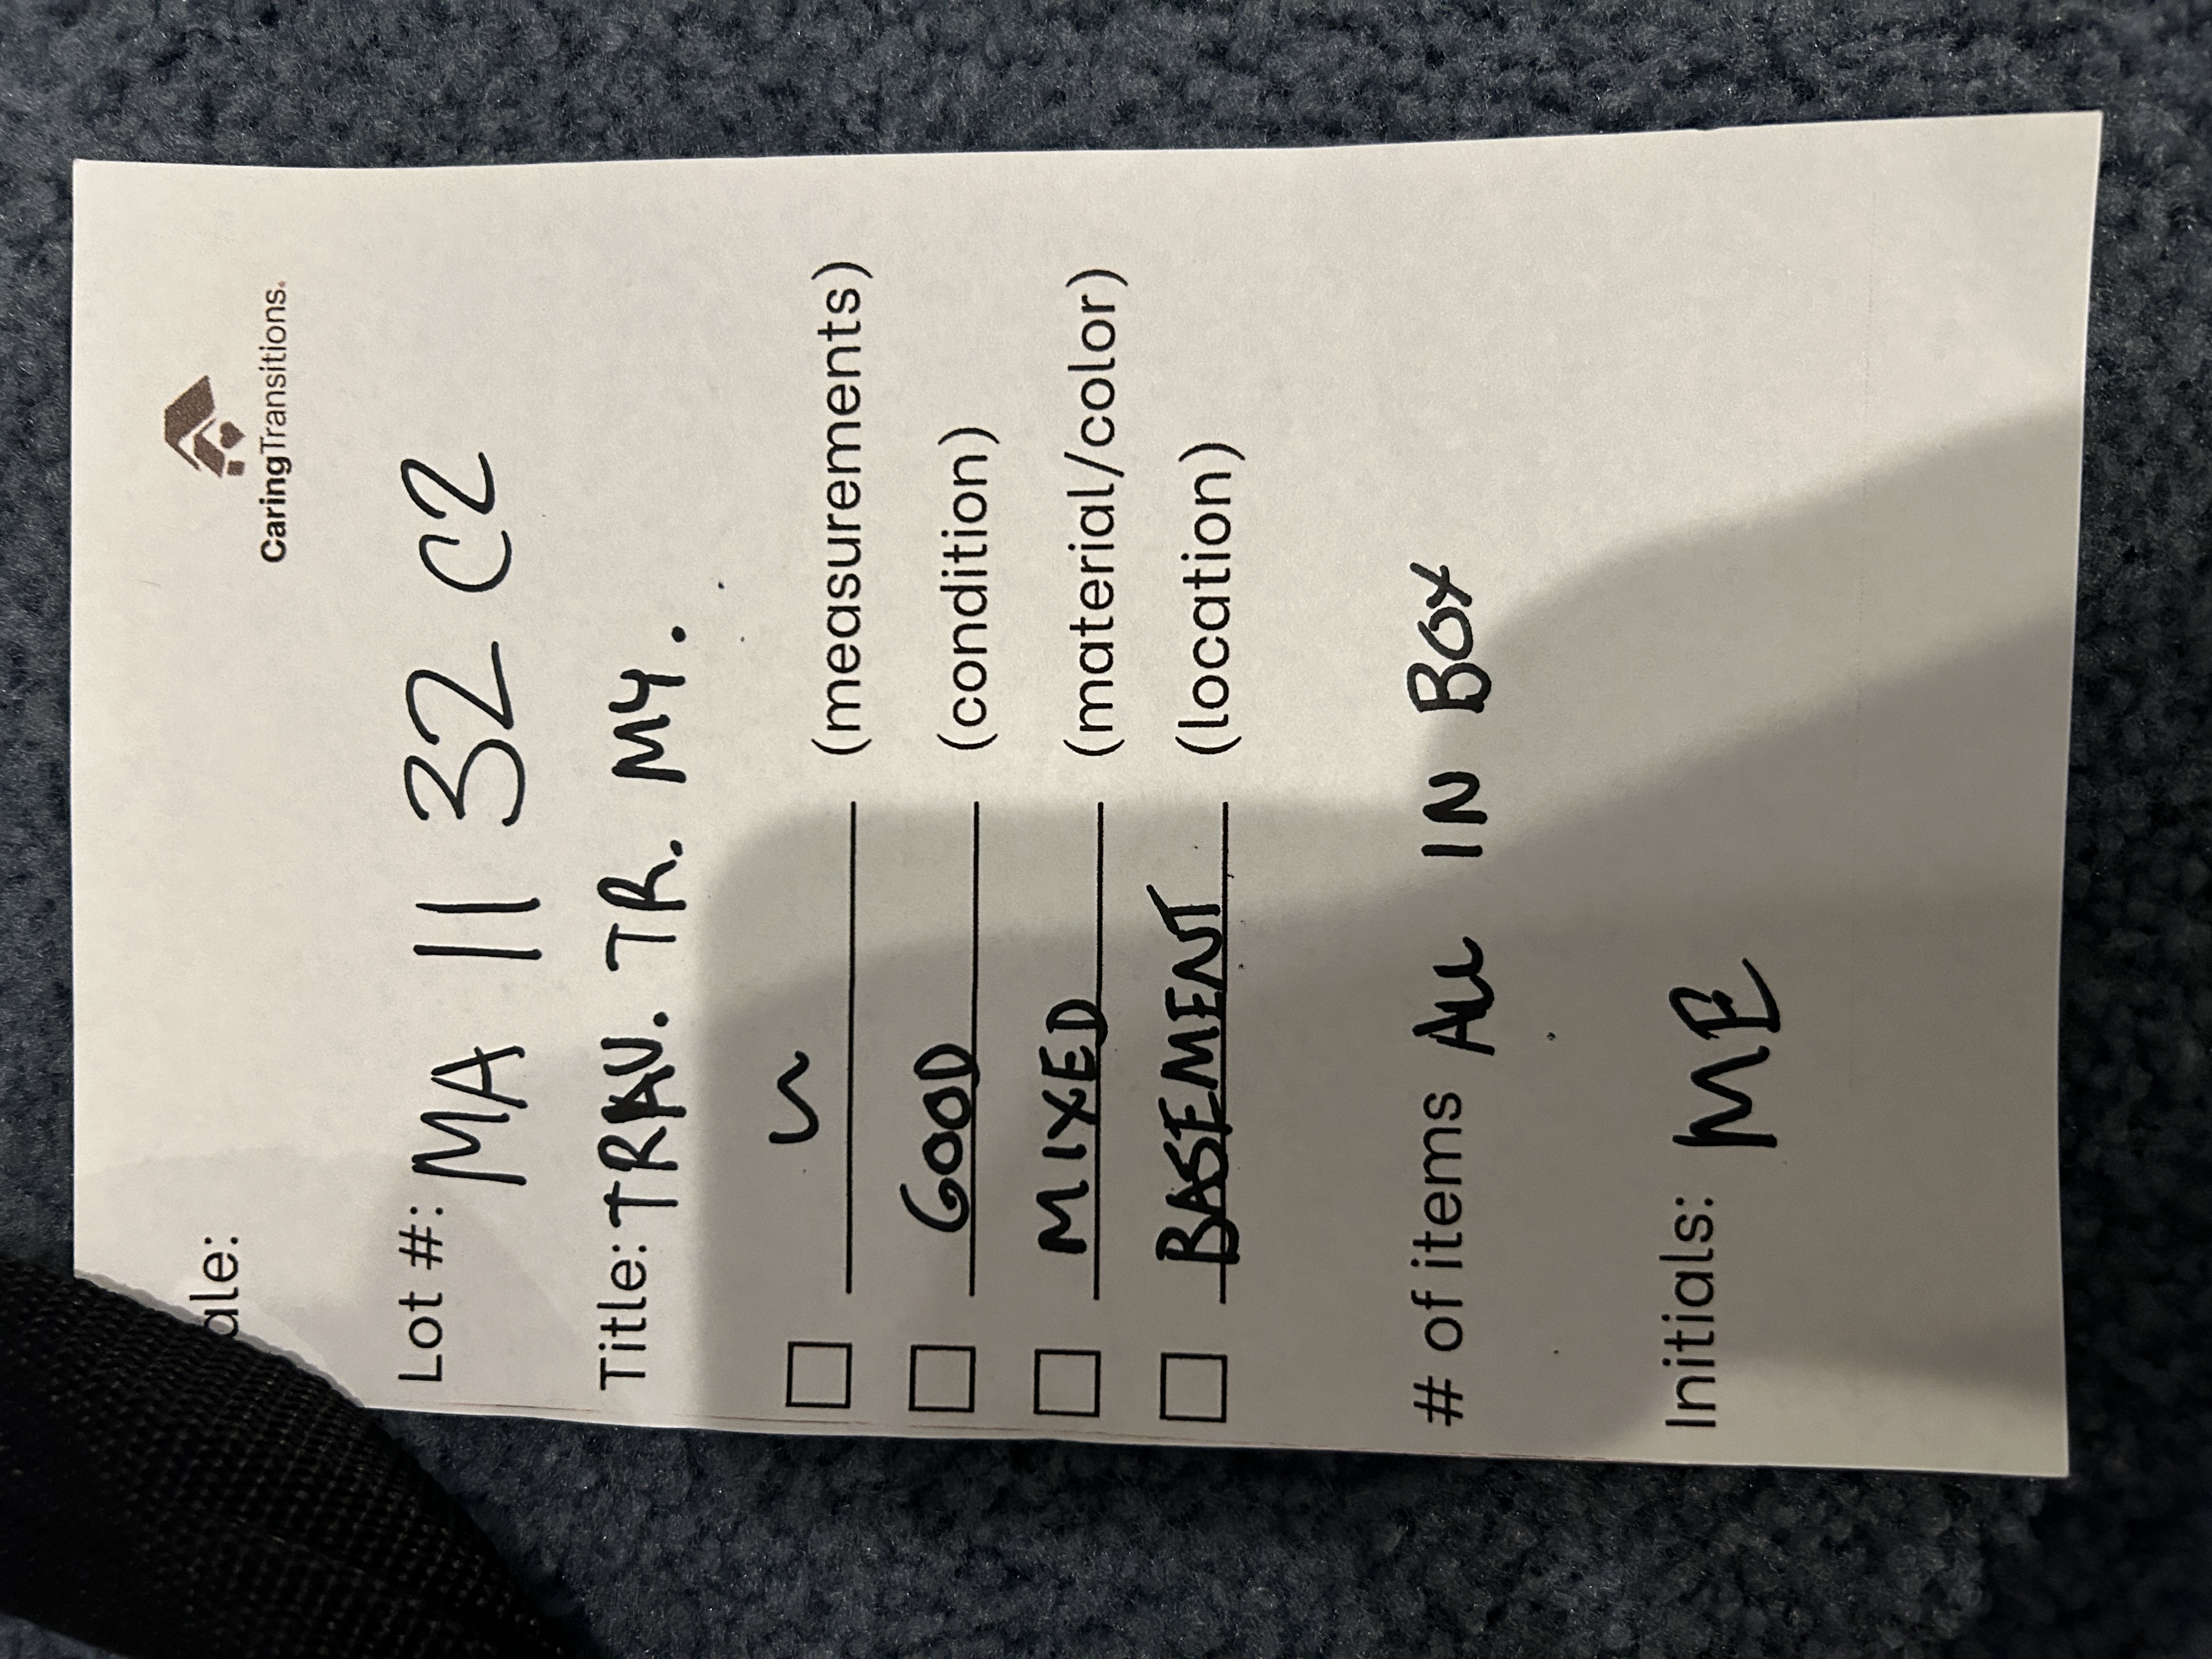 ale:
CaringTransitions.
Lot #: MA 11 32 C2
Title: TRAV. TR. MY.
~ (measurements)
GOOD (condition)
MIXED (material/color)
BASEMENT (location)
# of items All IN BOX
Initials: